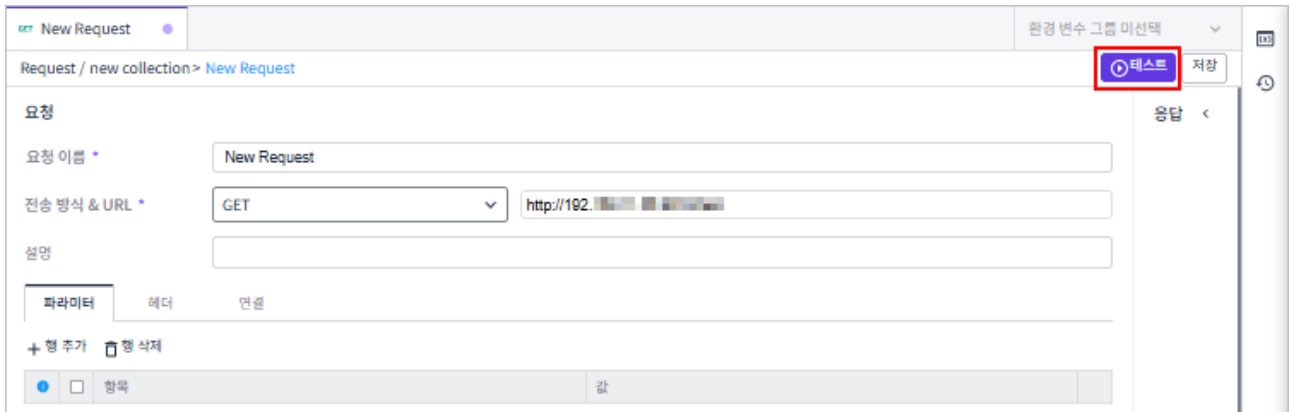 GET New Request
환경 변수 그룹 미선택
Request / new collection> New Request
테스트
저장
요청
응답
요청 이름 *
New Request
전송 방식 & URL *
GET
http://192.
설명
파라미터
헤더
연결
행 추가
행 삭제
항목
값